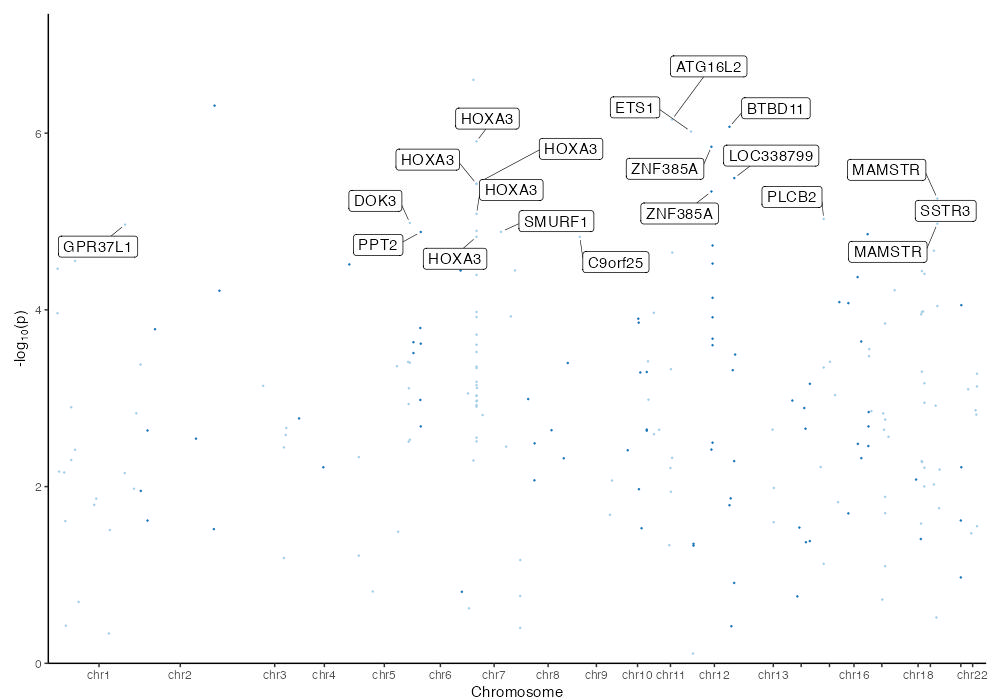 ATG16L2
ETS1
BTBD11
HOXA3
HOXA3
HOXA3
LOC338799
ZNF385A
MAMSTR
HOXA3
PLCB2
DOK3
SSTR3
ZNF385A
SMURF1
PPT2
GPR37L1
MAMSTR
HOXA3
C9orf25
6
4
2
0
-log10(p)
chr1 chr2 chr3 chr4 chr5 chr6 chr7 chr8 chr9 chr10 chr11 chr12 chr13 chr15 chr16 chr18 chr22
Chromosome